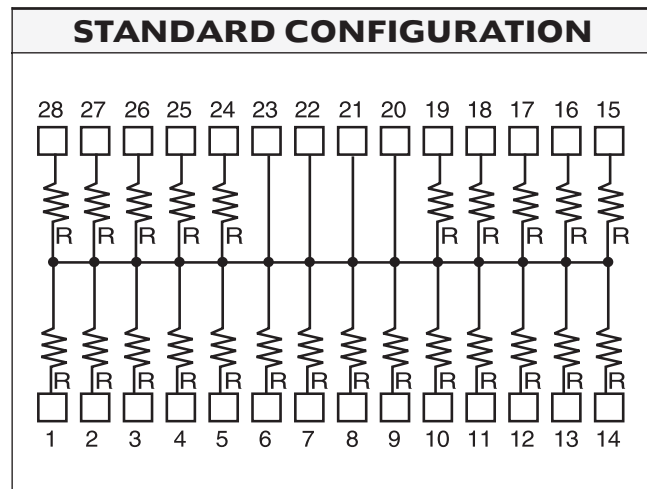 STANDARD CONFIGURATION
28 27 26 25 24 23 22 21 20 19 18 17 16 15
R R R R R R R R R R
R R R R R R R R R R R R R R
1 2 3 4 5 6 7 8 9 10 11 12 13 14